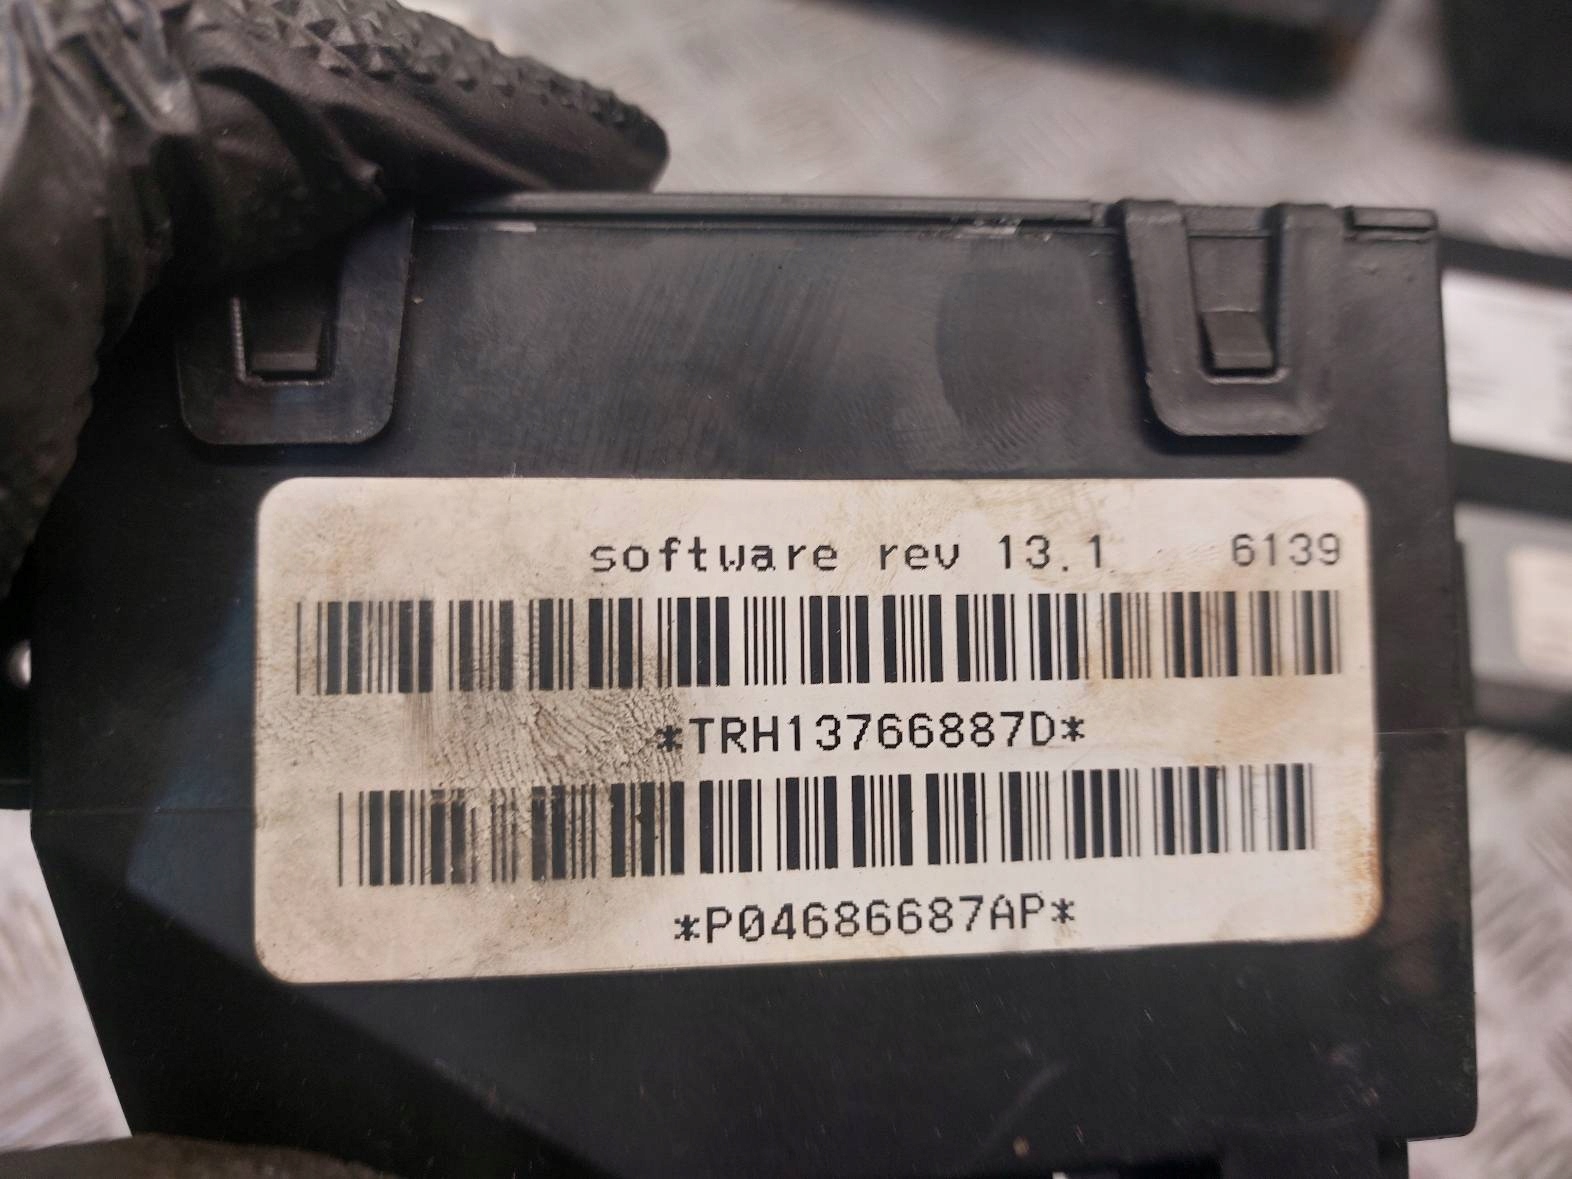 software rev 13.1 6139
*TRH13766887D*
*P04686687AP*